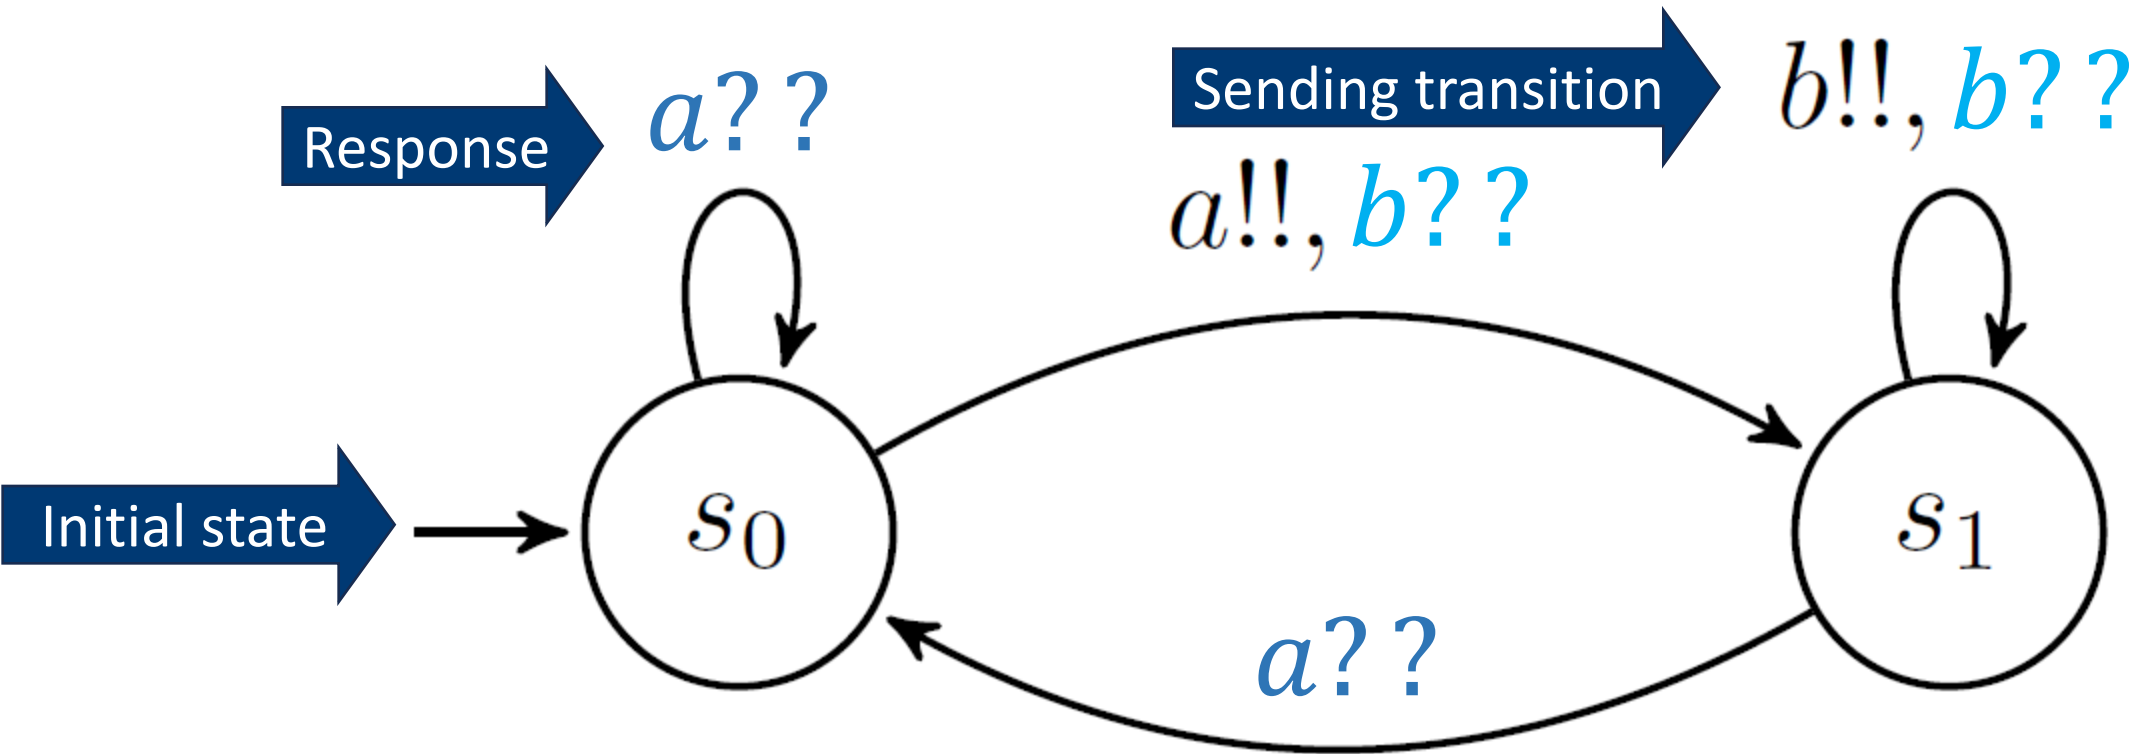 Response
a??
Sending transition
b!!, b??
a!!, b??
Initial state
s0
s1
a??